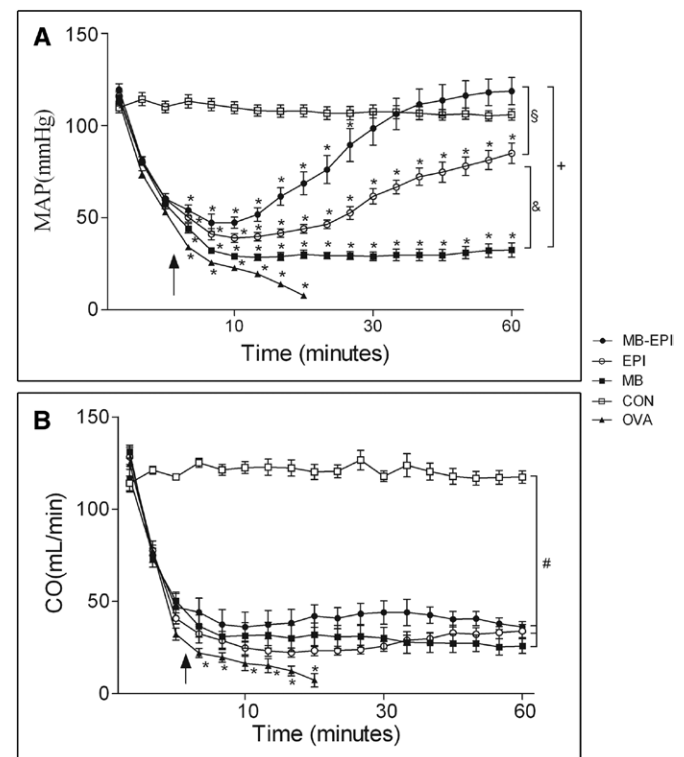 A
150
100
50
0
MAP(mmHg)
* * * * * * * *
* * * * * * * * * * * * * * *
* * * * * * * * * * * * * * *
* * * * * *
§
&
+
10 30 60
Time (minutes)
MB-EPI
EPI
MB
CON
OVA
B
150
100
50
0
CO(mL/min)
* * * * * *
#
10 30 60
Time (minutes)